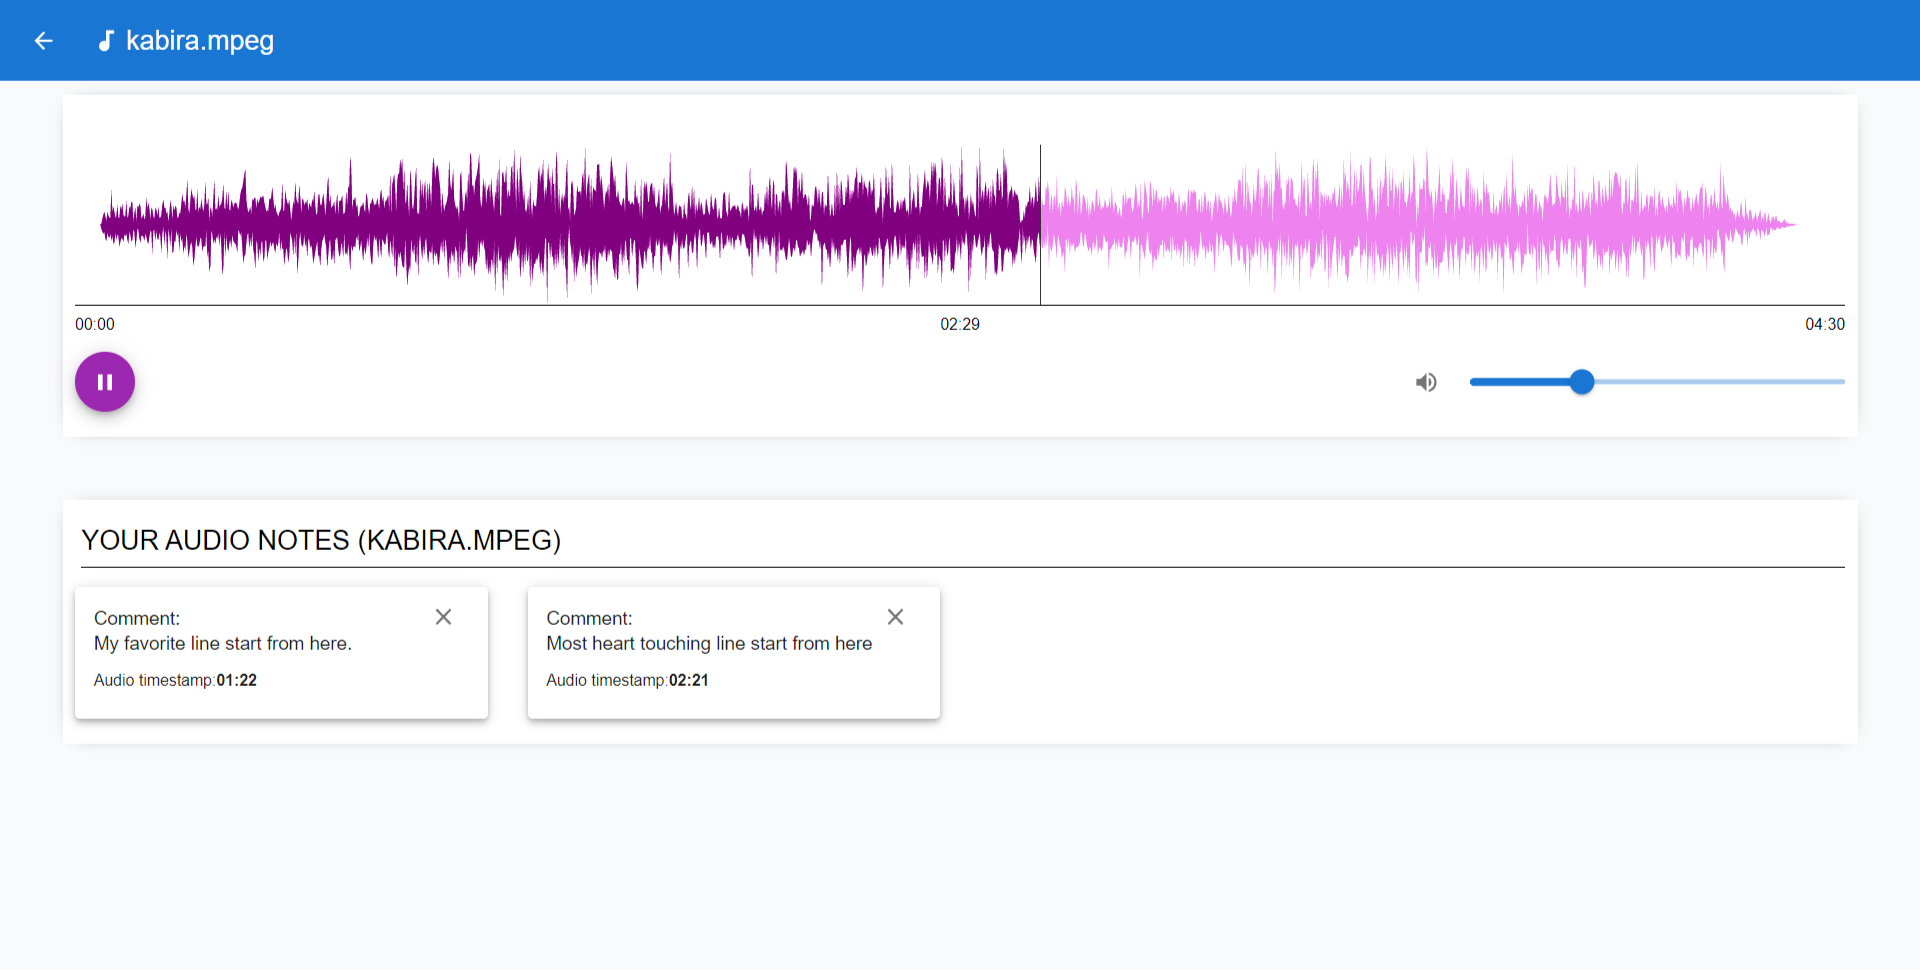 kabira.mpeg
00:00 02:29 04:30
YOUR AUDIO NOTES (KABIRA.MPEG)
Comment:
My favorite line start from here.
Audio timestamp:01:22
Comment:
Most heart touching line start from here
Audio timestamp:02:21